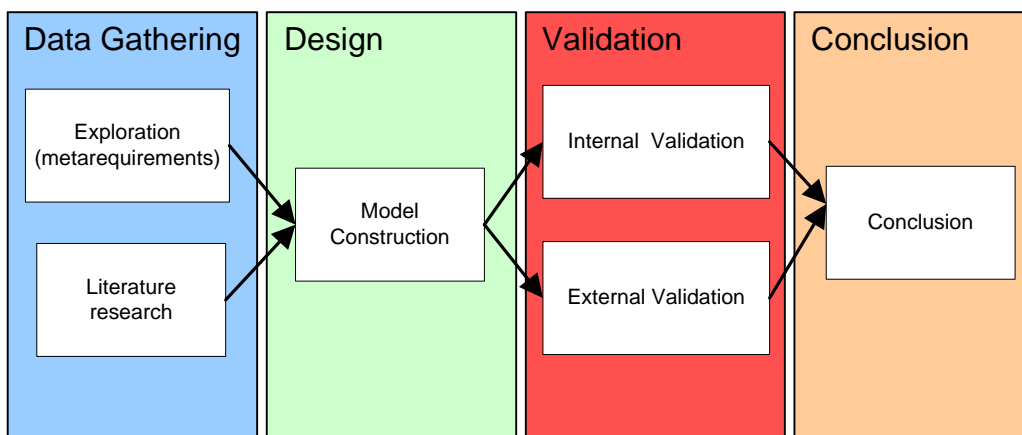 Data Gathering
Exploration
(metarequirements)
Literature
research
Design
Model
Construction
Validation
Internal  Validation
External Validation
Conclusion
Conclusion